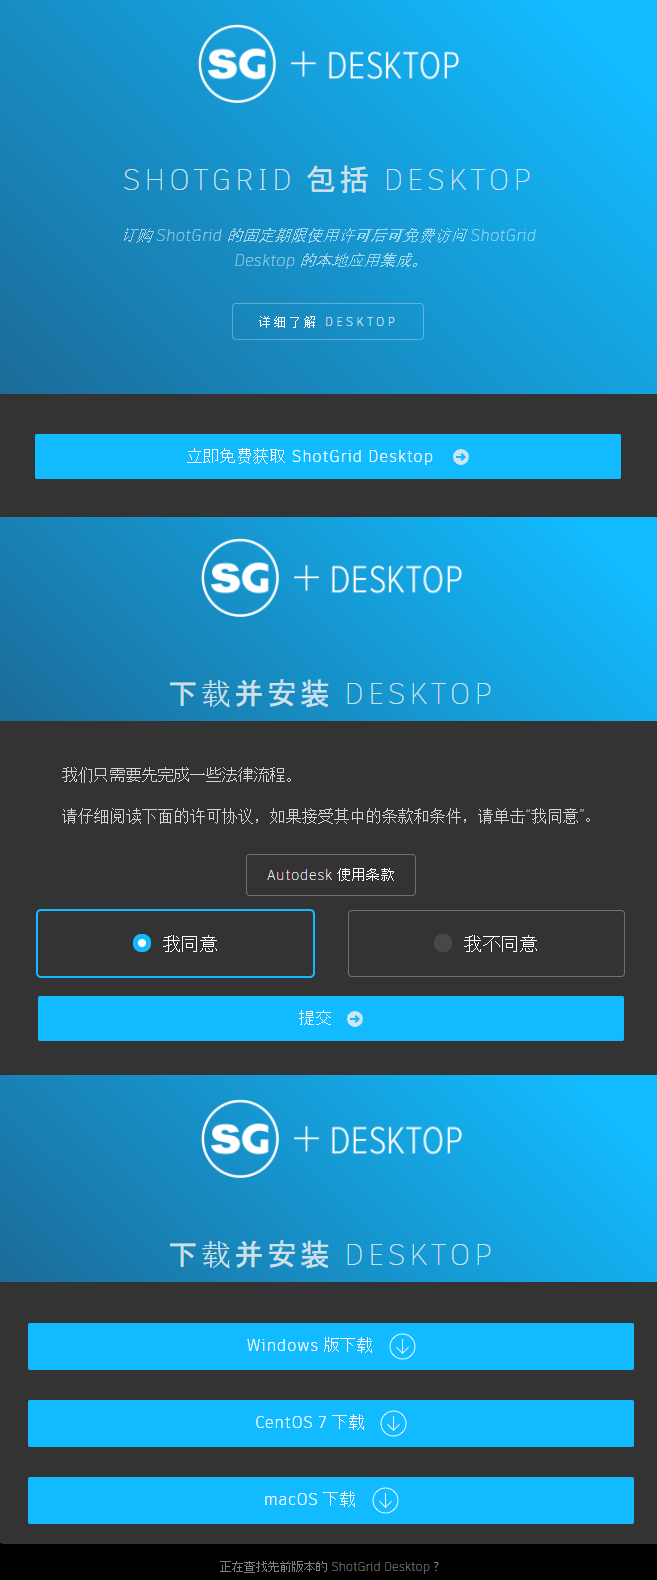 SG + DESKTOP
SHOTGRID 包括 DESKTOP
订购 ShotGrid 的固定期限使用许可后可免费访问 ShotGrid
Desktop 的本地应用集成。
详细了解 DESKTOP
立即免费获取 ShotGrid Desktop
SG + DESKTOP
下载并安装 DESKTOP
我们只需要先完成一些法律流程。
请仔细阅读下面的许可协议，如果接受其中的条款和条件，请单击“我同意”。
Autodesk 使用条款
我同意 我不同意
提交
SG + DESKTOP
下载并安装 DESKTOP
Windows 版下载
CentOS 7 下载
macOS 下载
正在查找先前版本的 ShotGrid Desktop？